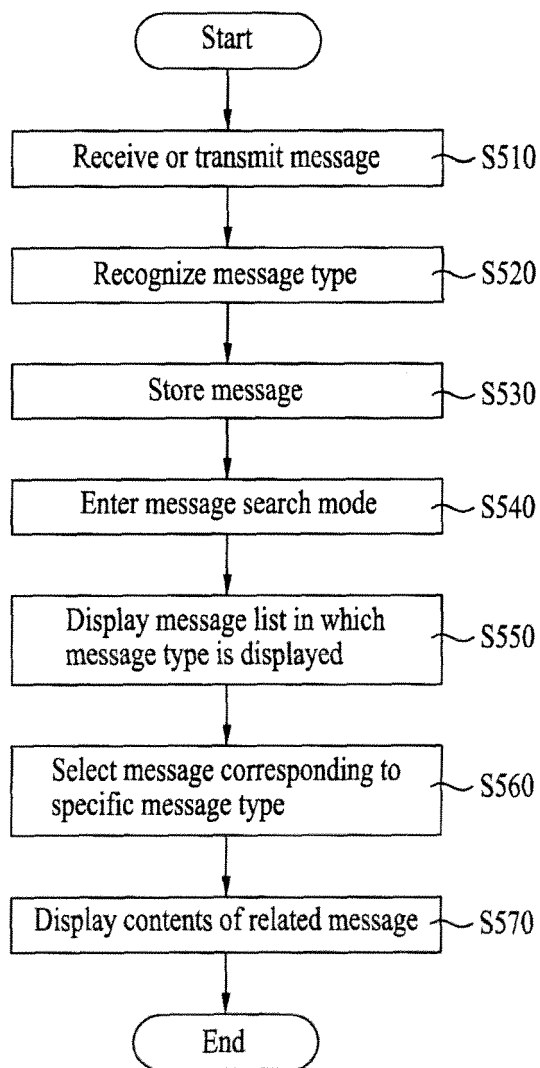 Start
Receive or transmit message
S510
Recognize message type
S520
Store message
S530
Enter message search mode
S540
Display message list in which
message type is displayed
S550
Select message corresponding to
specific message type
S560
Display contents of related message
S570
End